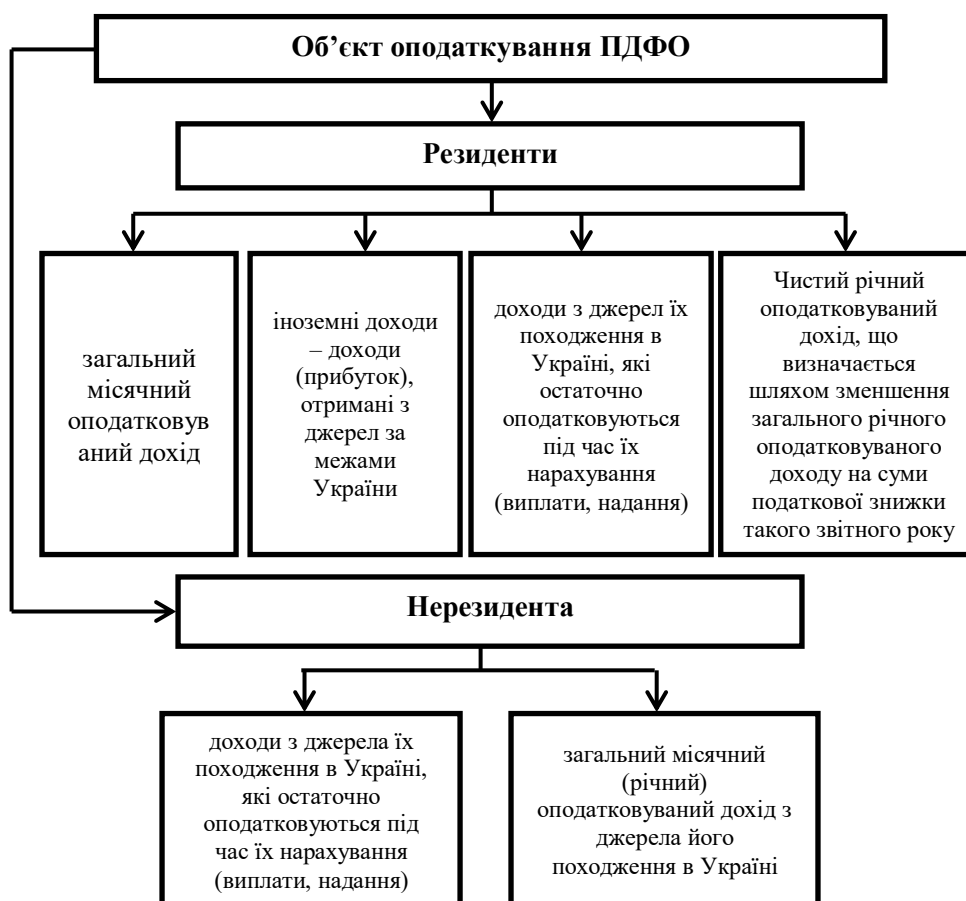 Об’єкт оподаткування ПДФО
Резиденти
загальний
місячний
оподатковув
аний дохід
іноземні доходи
– доходи
(прибуток),
отримані з
джерел за
межами
України
доходи з джерел їх
походження в
Україні, які
остаточно
оподатковуються
під час їх
нарахування
(виплати, надання)
Чистий річний
оподатковуваний
дохід, що
визначається
шляхом зменшення
загального річного
оподатковуваного
доходу на суми
податкової знижки
такого звітного року
Нерезидента
доходи з джерела їх
походження в Україні,
які остаточно
оподатковуються під
час їх нарахування
(виплати, надання)
загальний місячний
(річний)
оподатковуваний дохід з
джерела його
походження в Україні